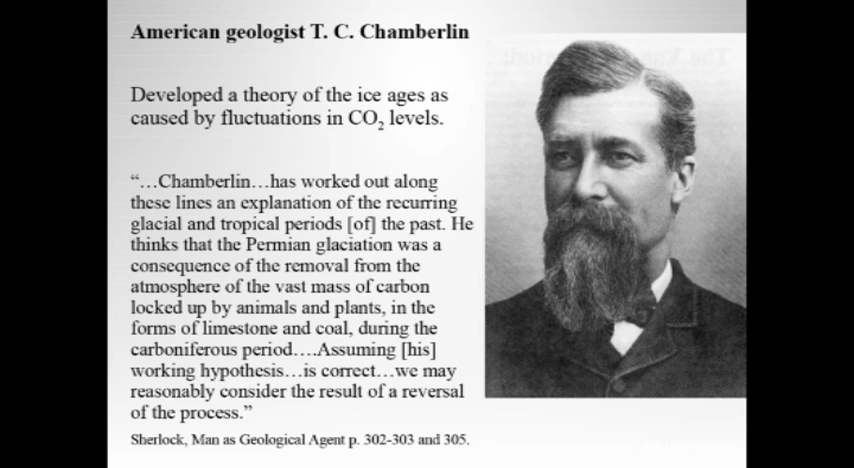 American geologist T. C. Chamberlin
Developed a theory of the ice ages as
caused by fluctuations in CO₂ levels.
“…Chamberlin…has worked out along
these lines an explanation of the recurring
glacial and tropical periods [of] the past. He
thinks that the Permian glaciation was a
consequence of the removal from the
atmosphere of the vast mass of carbon
locked up by animals and plants, in the
forms of limestone and coal, during the
carboniferous period….Assuming [his]
working hypothesis…is correct…we may
reasonably consider the result of a reversal
of the process.”
Sherlock, Man as Geological Agent p. 302-303 and 305.